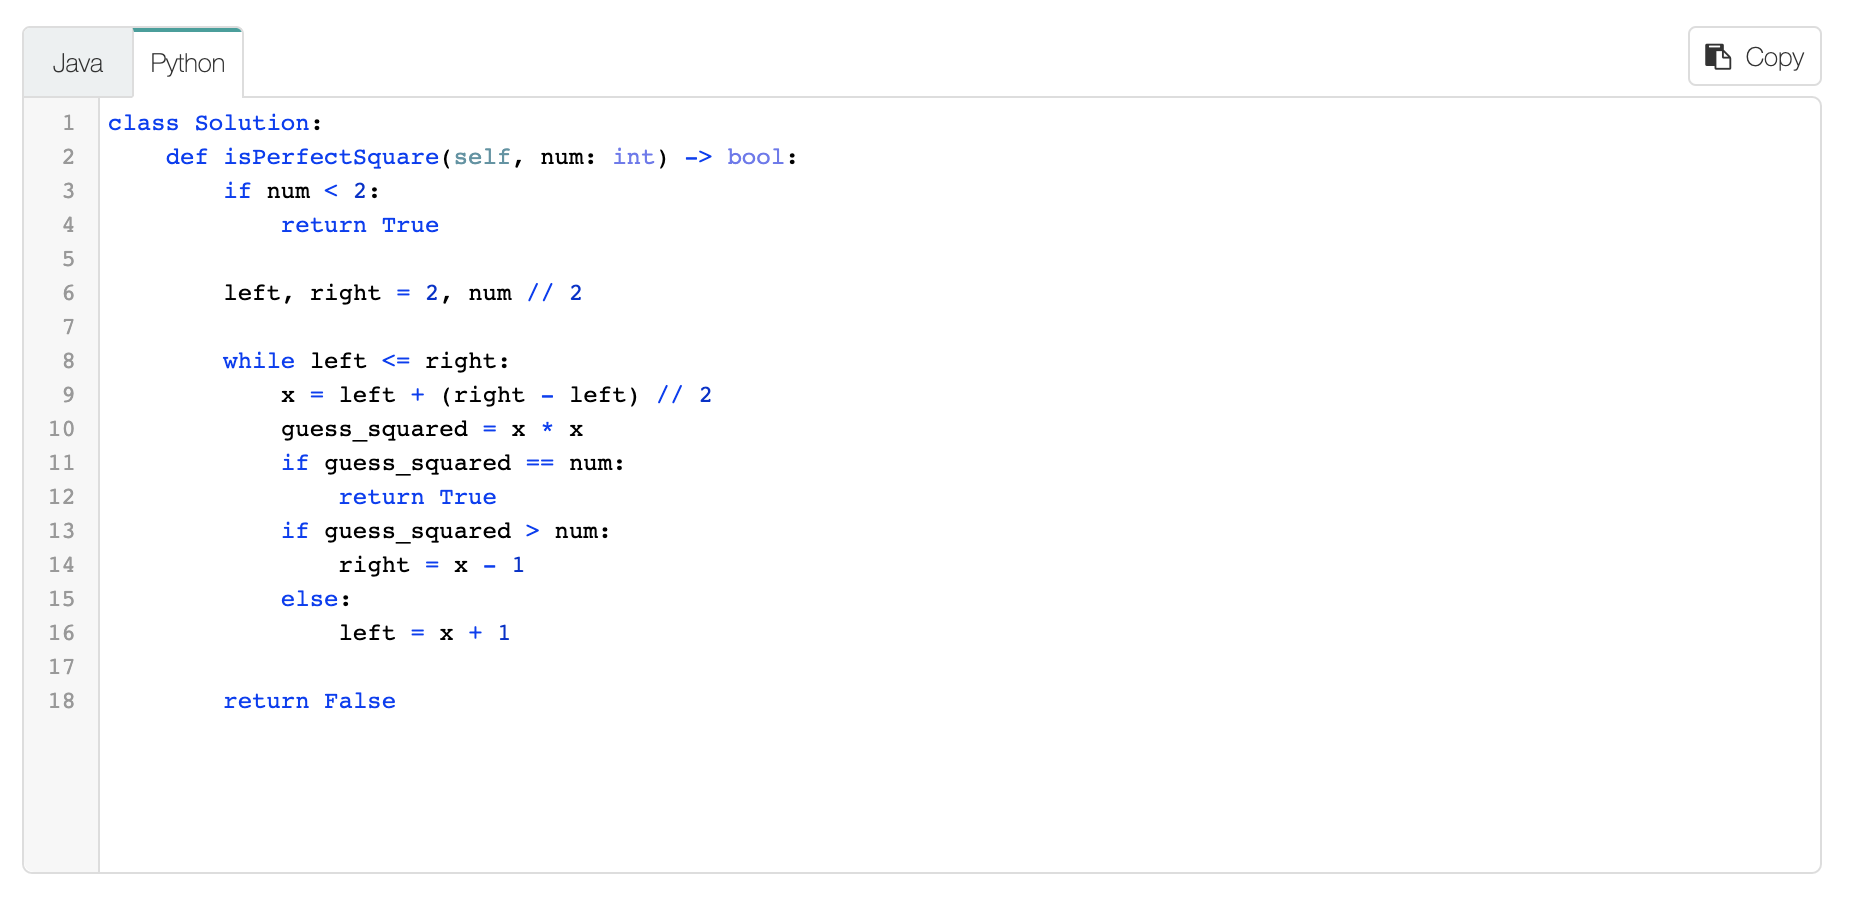 Java Python Copy
1 class Solution:
2     def isPerfectSquare(self, num: int) -> bool:
3         if num < 2:
4             return True
5
6         left, right = 2, num // 2
7
8         while left <= right:
9             x = left + (right - left) // 2
10             guess_squared = x * x
11             if guess_squared == num:
12                 return True
13             if guess_squared > num:
14                 right = x - 1
15             else:
16                 left = x + 1
17
18         return False